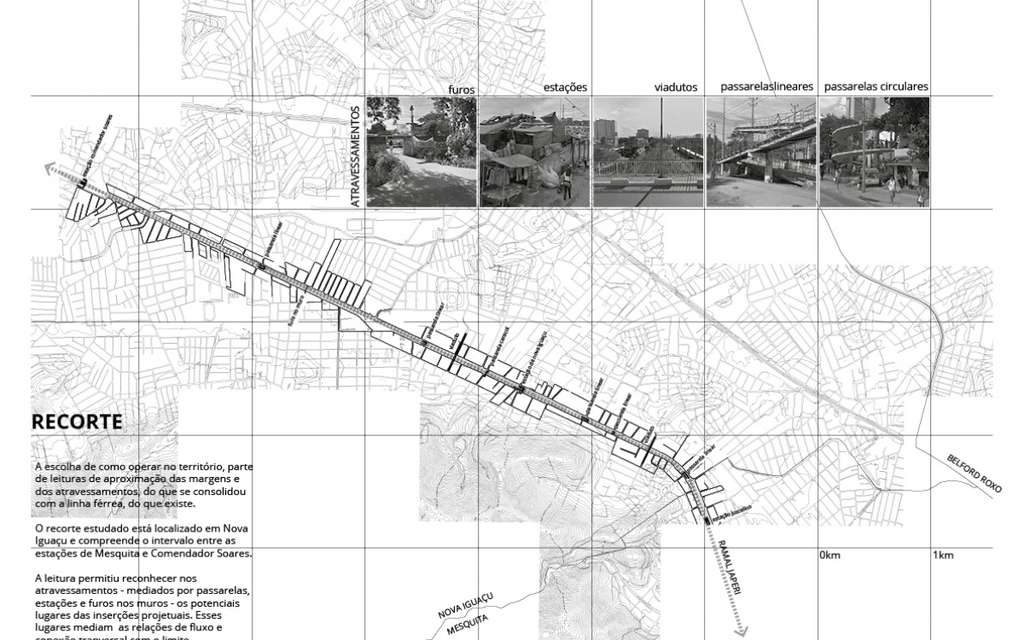 furos
estações
viadutos
passarelaslineares
passarelas circulares
ATRAVESSAMENTOS
RECORTE
A escolha de como operar no território, parte
de leituras de aproximação das margens e
dos atravessamentos, do que se consolidou
com a linha férrea, do que existe.
O recorte estudado está localizado em Nova
Iguaçu e compreende o intervalo entre as
estações de Mesquita e Comendador Soares.
A leitura permitiu reconhecer nos
atravessamentos - mediados por passarelas,
estações e furos nos muros - os potenciais
lugares das inserções projetuais. Esses
lugares mediam as relações de fluxo e
BELFORD ROXO
0km
1km
RAMAL JAPERI
NOVA IGUAÇU
MESQUITA